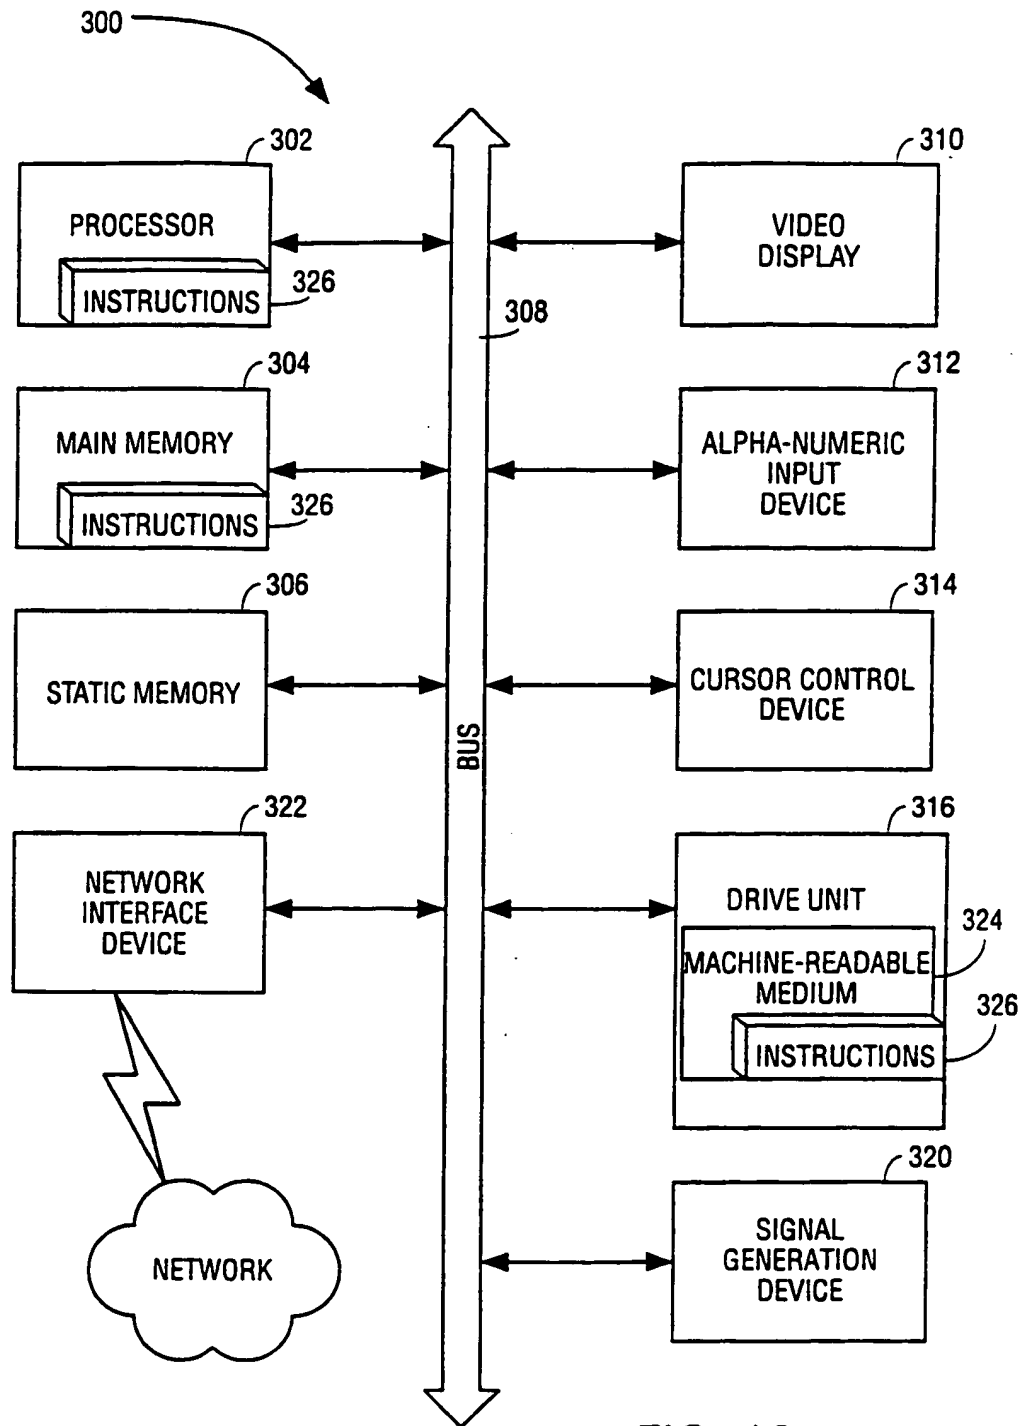 300
302
PROCESSOR
INSTRUCTIONS
326
304
MAIN MEMORY
INSTRUCTIONS
326
306
STATIC MEMORY
322
NETWORK
INTERFACE
DEVICE
NETWORK
308
BUS
310
VIDEO
DISPLAY
312
ALPHA-NUMERIC
INPUT
DEVICE
314
CURSOR CONTROL
DEVICE
316
DRIVE UNIT
324
MACHINE-READABLE
MEDIUM
326
INSTRUCTIONS
320
SIGNAL
GENERATION
DEVICE